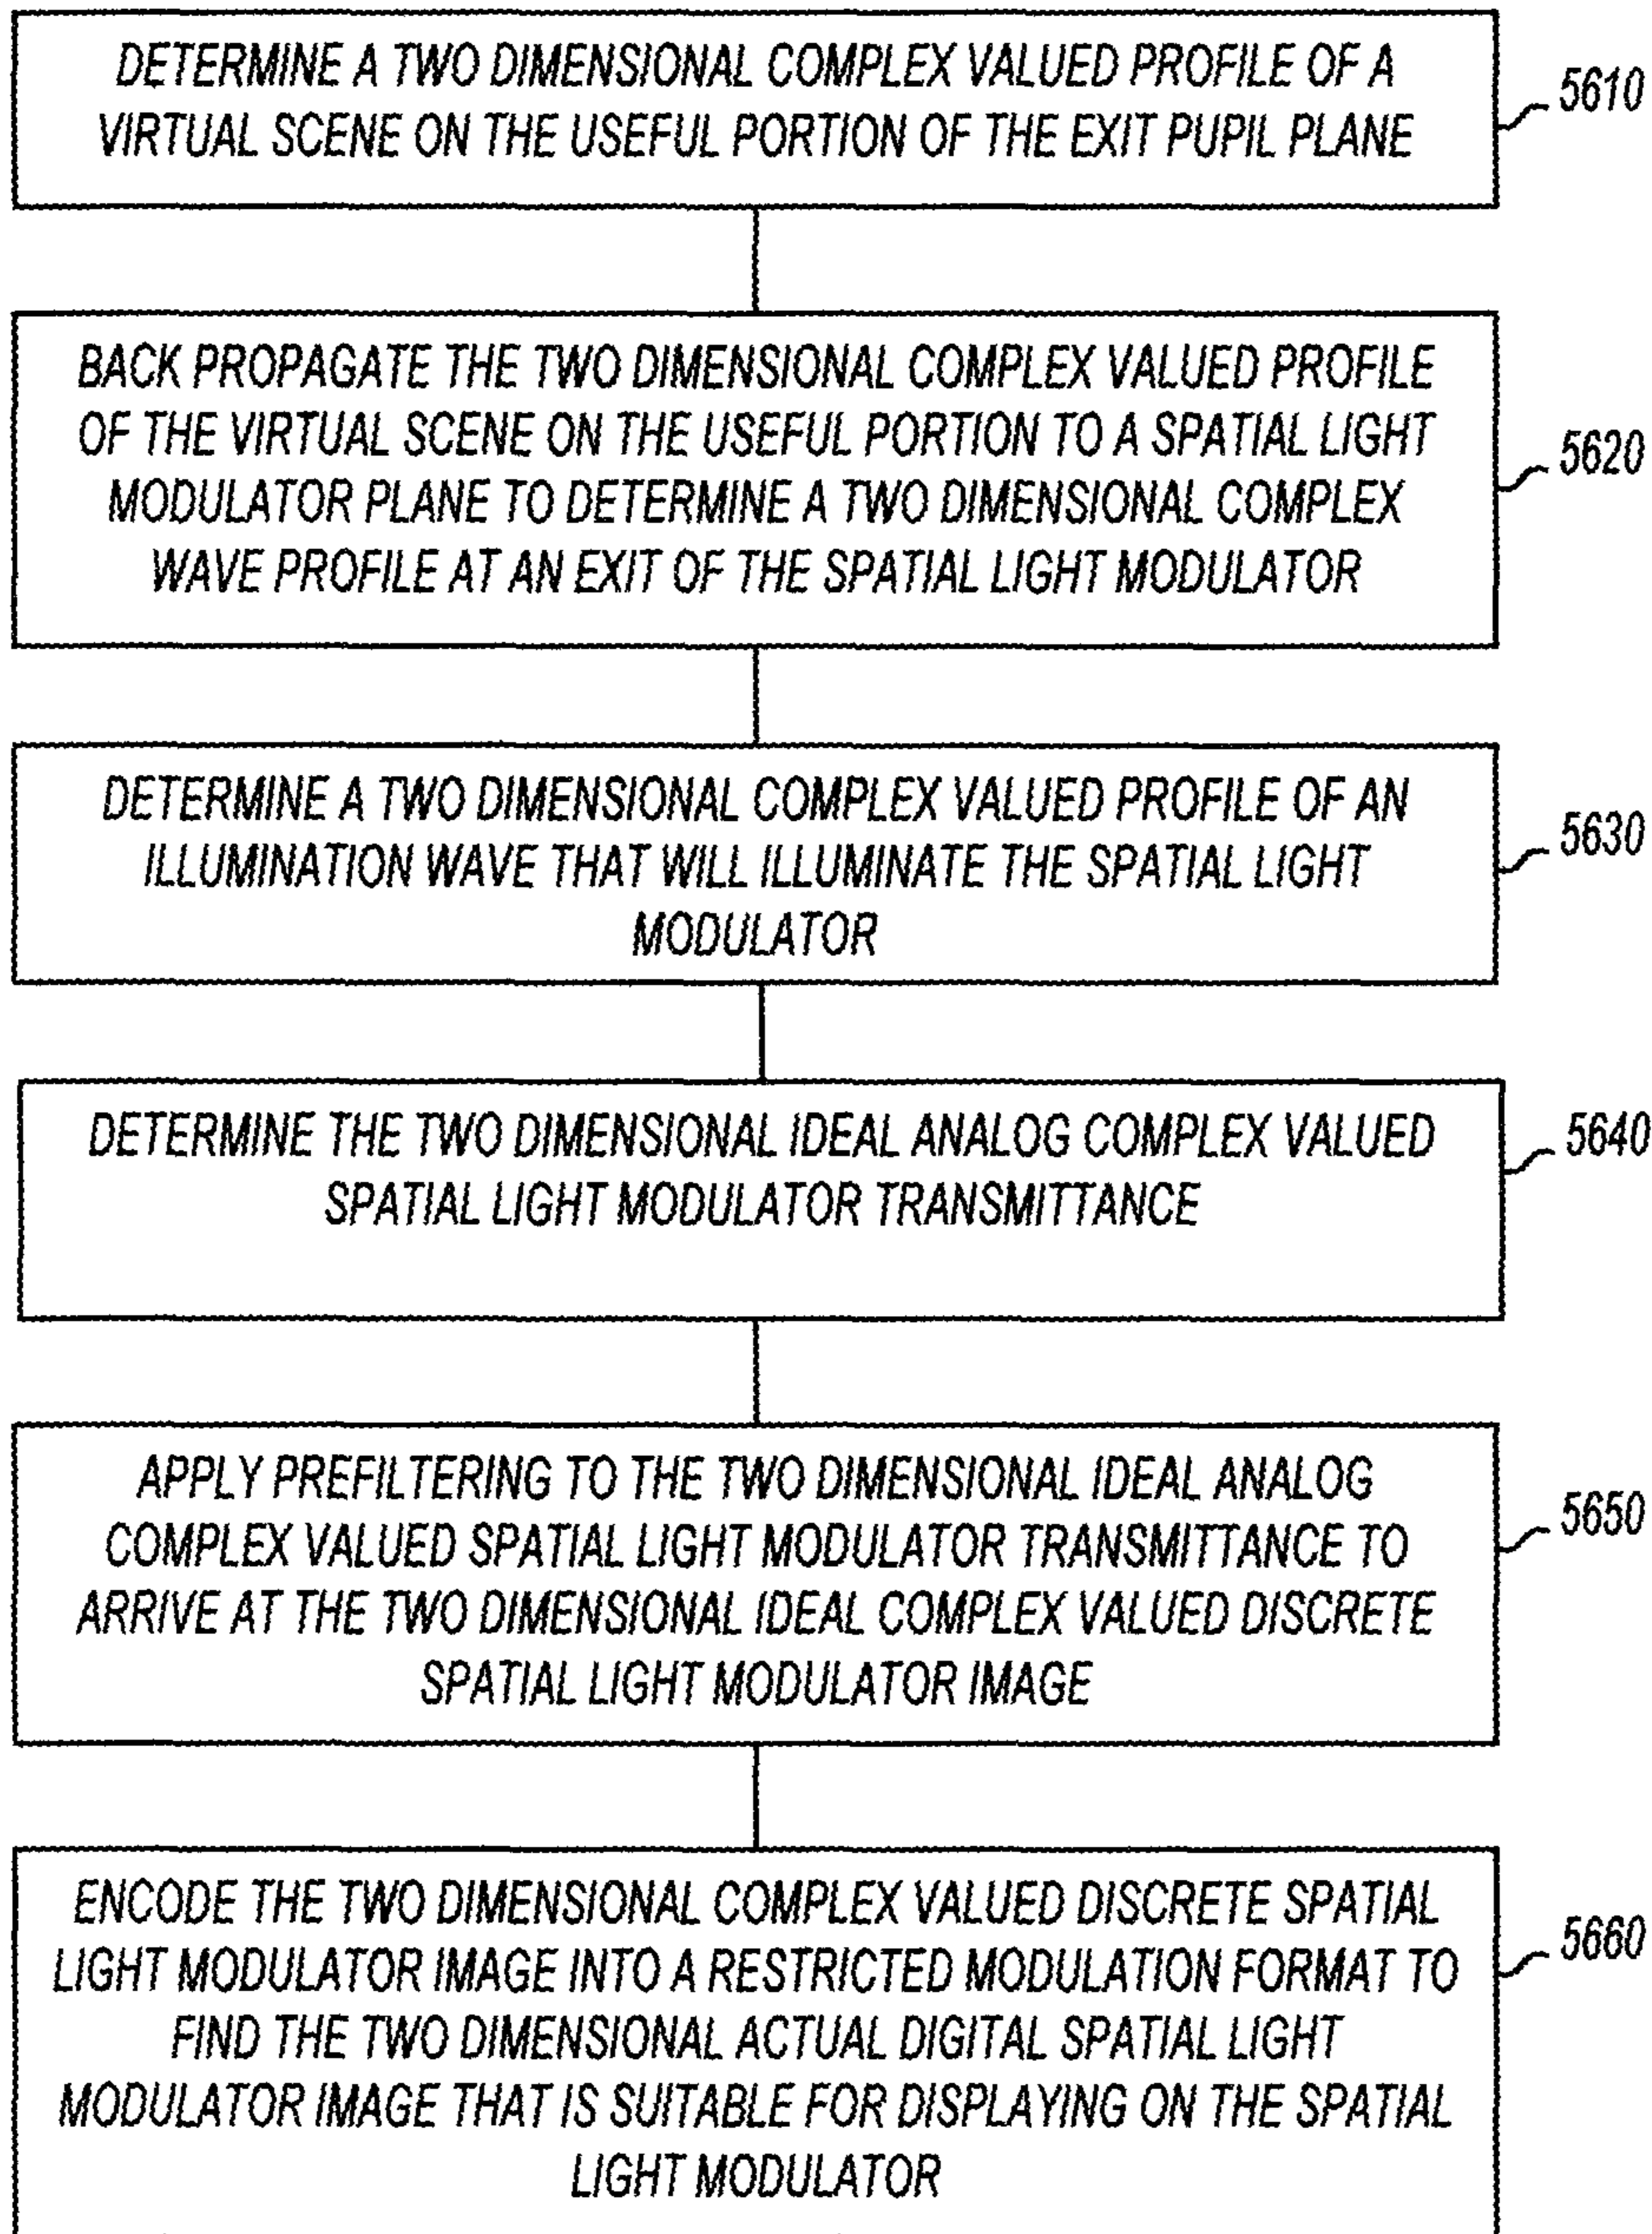 DETERMINE A TWO DIMENSIONAL COMPLEX VALUED PROFILE OF A
VIRTUAL SCENE ON THE USEFUL PORTION OF THE EXIT PUPIL PLANE
5610
BACK PROPAGATE THE TWO DIMENSIONAL COMPLEX VALUED PROFILE
OF THE VIRTUAL SCENE ON THE USEFUL PORTION TO A SPATIAL LIGHT
MODULATOR PLANE TO DETERMINE A TWO DIMENSIONAL COMPLEX
WAVE PROFILE AT AN EXIT OF THE SPATIAL LIGHT MODULATOR
5620
DETERMINE A TWO DIMENSIONAL COMPLEX VALUED PROFILE OF AN
ILLUMINATION WAVE THAT WILL ILLUMINATE THE SPATIAL LIGHT
MODULATOR
5630
DETERMINE THE TWO DIMENSIONAL IDEAL ANALOG COMPLEX VALUED
SPATIAL LIGHT MODULATOR TRANSMITTANCE
5640
APPLY PREFILTERING TO THE TWO DIMENSIONAL IDEAL ANALOG
COMPLEX VALUED SPATIAL LIGHT MODULATOR TRANSMITTANCE TO
ARRIVE AT THE TWO DIMENSIONAL IDEAL COMPLEX VALUED DISCRETE
SPATIAL LIGHT MODULATOR IMAGE
5650
ENCODE THE TWO DIMENSIONAL COMPLEX VALUED DISCRETE SPATIAL
LIGHT MODULATOR IMAGE INTO A RESTRICTED MODULATION FORMAT TO
FIND THE TWO DIMENSIONAL ACTUAL DIGITAL SPATIAL LIGHT
MODULATOR IMAGE THAT IS SUITABLE FOR DISPLAYING ON THE SPATIAL
LIGHT MODULATOR
5660